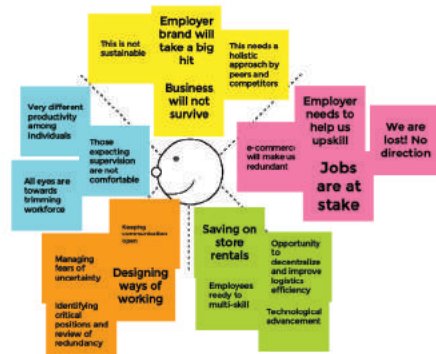 This is not
sustainable
Employer
brand will
take a big
hit
Business
will not
survive
This needs a
holistic
approach by
peers and
competitors
Very different
productivity
among
Individuals
Those
expecting
supervision
are not
comfortable
All eyes are
towards
trimming
workforce
Employer
needs to
help us
upskill
We are
lost! No
direction
e-commerce
will make us
redundant
Jobs
are at
stake
Keeping
communication
open
Managing
fears of
uncertainty
Designing
ways of
working
Identifying
critical
positions and
review of
redundancy
Saving on
store
rentals
Employees
ready to
multi-skill
Opportunity
to
decentralize
and improve
logistics
efficiency
Technological
advancement